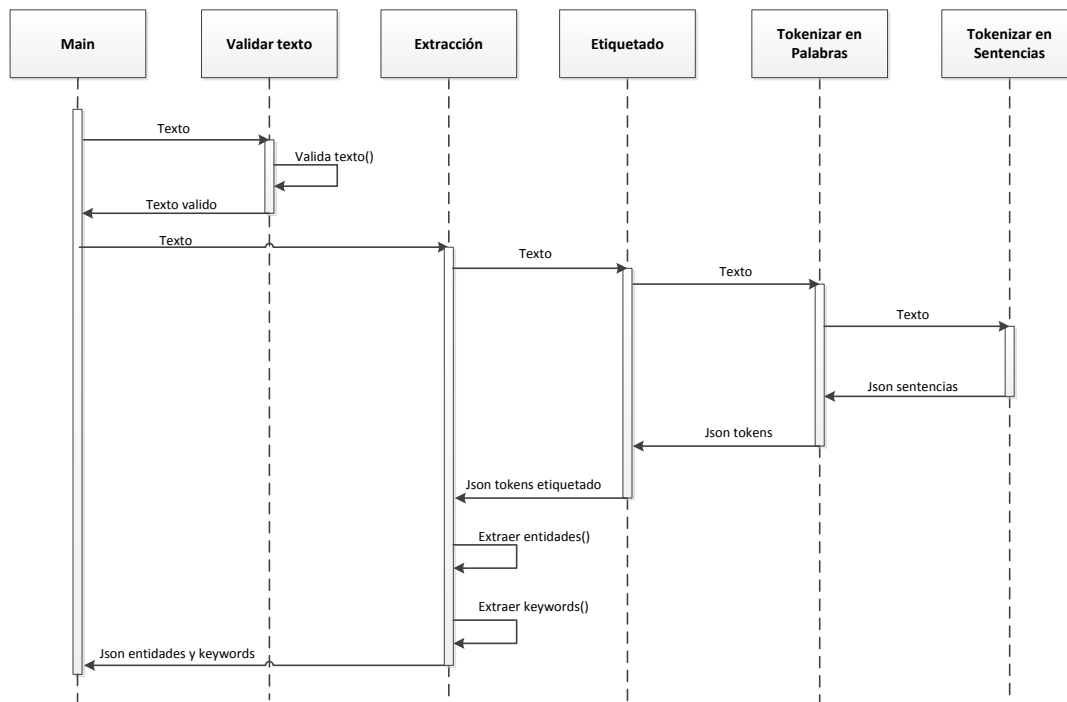 Main
Validar texto
Extracción
Etiquetado
Tokenizar en
Palabras
Tokenizar en
Sentencias
Texto
Valida texto()
Texto valido
Texto
Texto
Texto
Texto
Json sentencias
Json tokens
Json tokens etiquetado
Extraer entidades()
Extraer keywords()
Json entidades y keywords